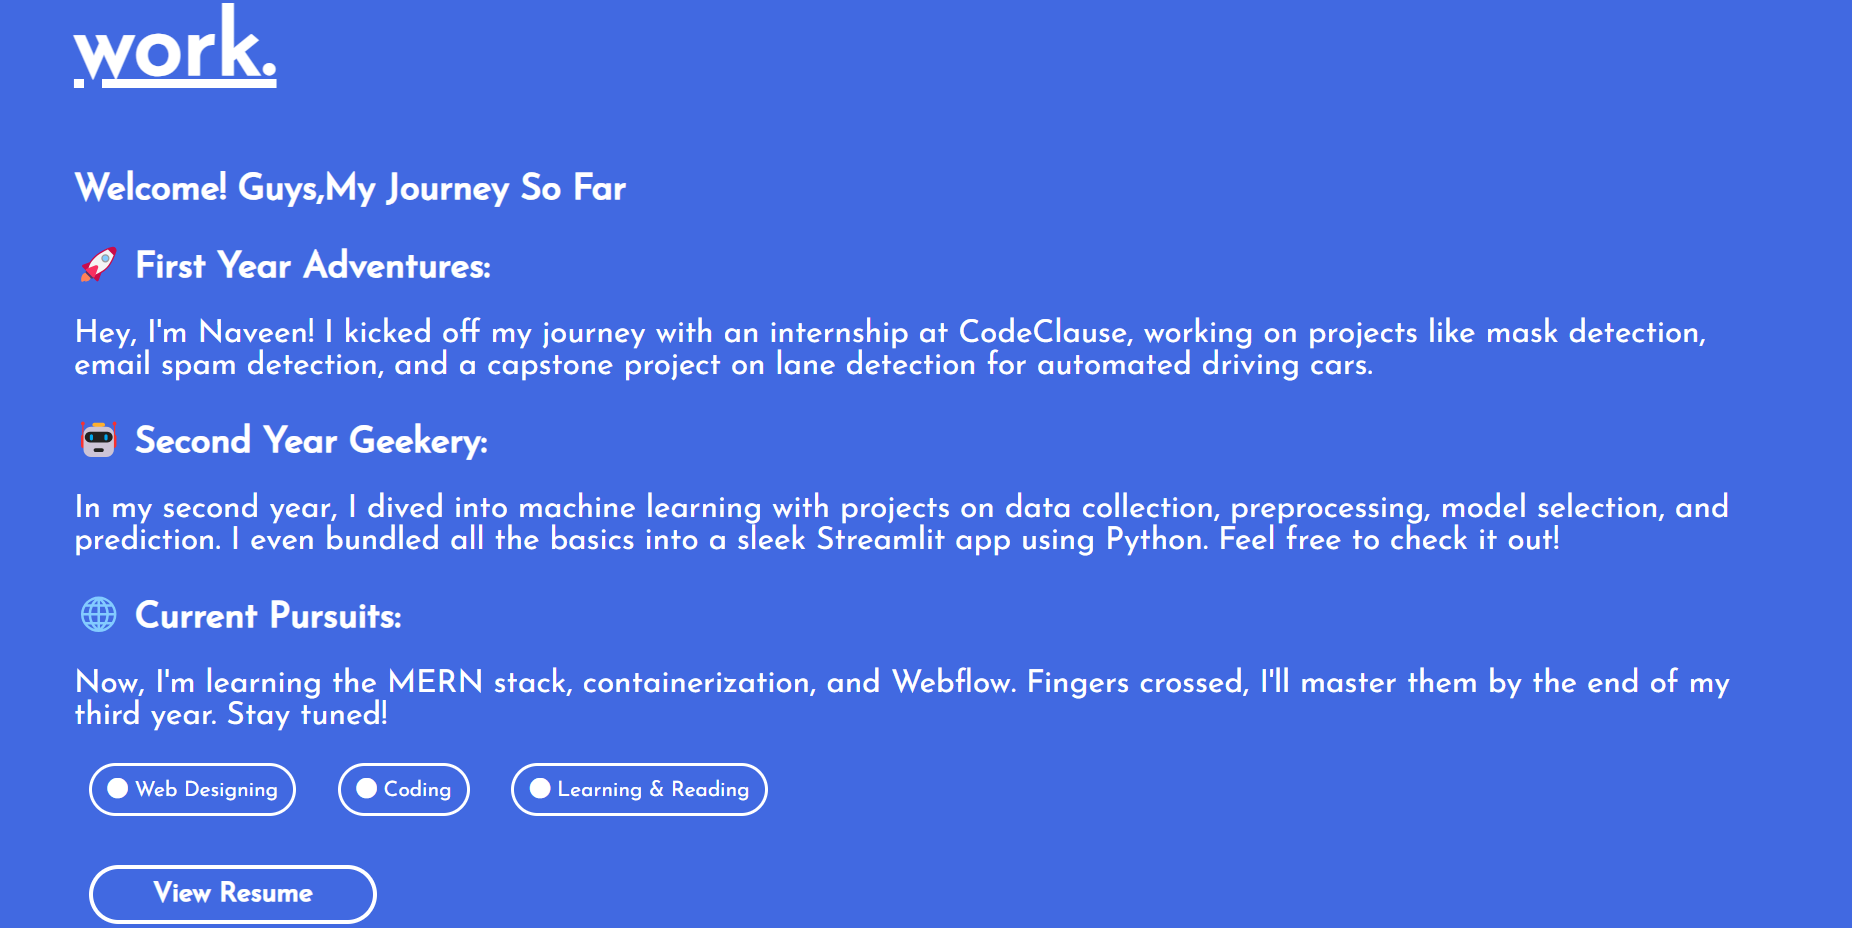 work.
Welcome! Guys,My Journey So Far
🚀 First Year Adventures:
Hey, I'm Naveen! I kicked off my journey with an internship at CodeClause, working on projects like mask detection,
email spam detection, and a capstone project on lane detection for automated driving cars.
🤖 Second Year Geekery:
In my second year, I dived into machine learning with projects on data collection, preprocessing, model selection, and
prediction. I even bundled all the basics into a sleek Streamlit app using Python. Feel free to check it out!
🌐 Current Pursuits:
Now, I'm learning the MERN stack, containerization, and Webflow. Fingers crossed, I'll master them by the end of my
third year. Stay tuned!
Web Designing Coding Learning & Reading
View Resume